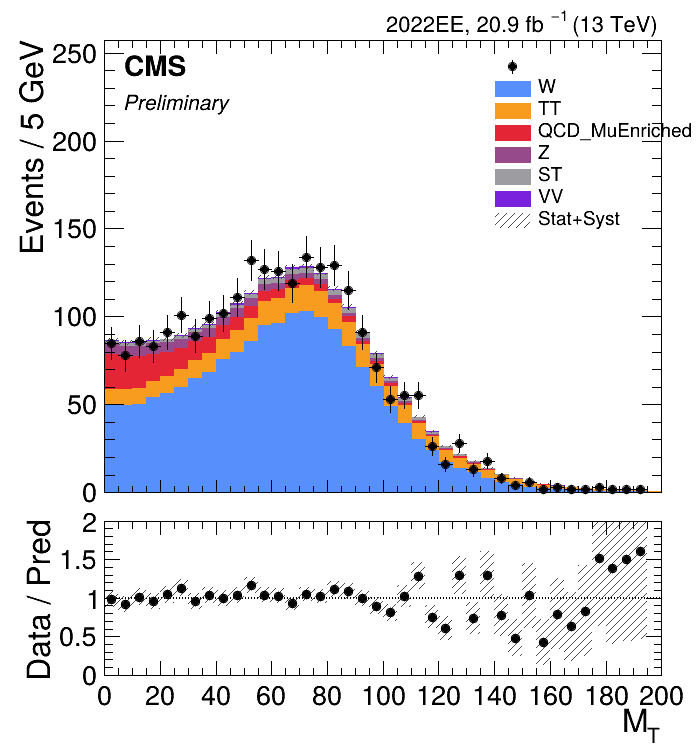 2022EE, 20.9 fb⁻¹ (13 TeV)
CMS
Preliminary
W
TT
QCD_MuEnriched
Z
ST
VV
Stat+Syst
Events / 5 GeV
250
200
150
100
50
0
Data / Pred
2
1.5
1
0.5
0
0 20 40 60 80 100 120 140 160 180 200
M_T